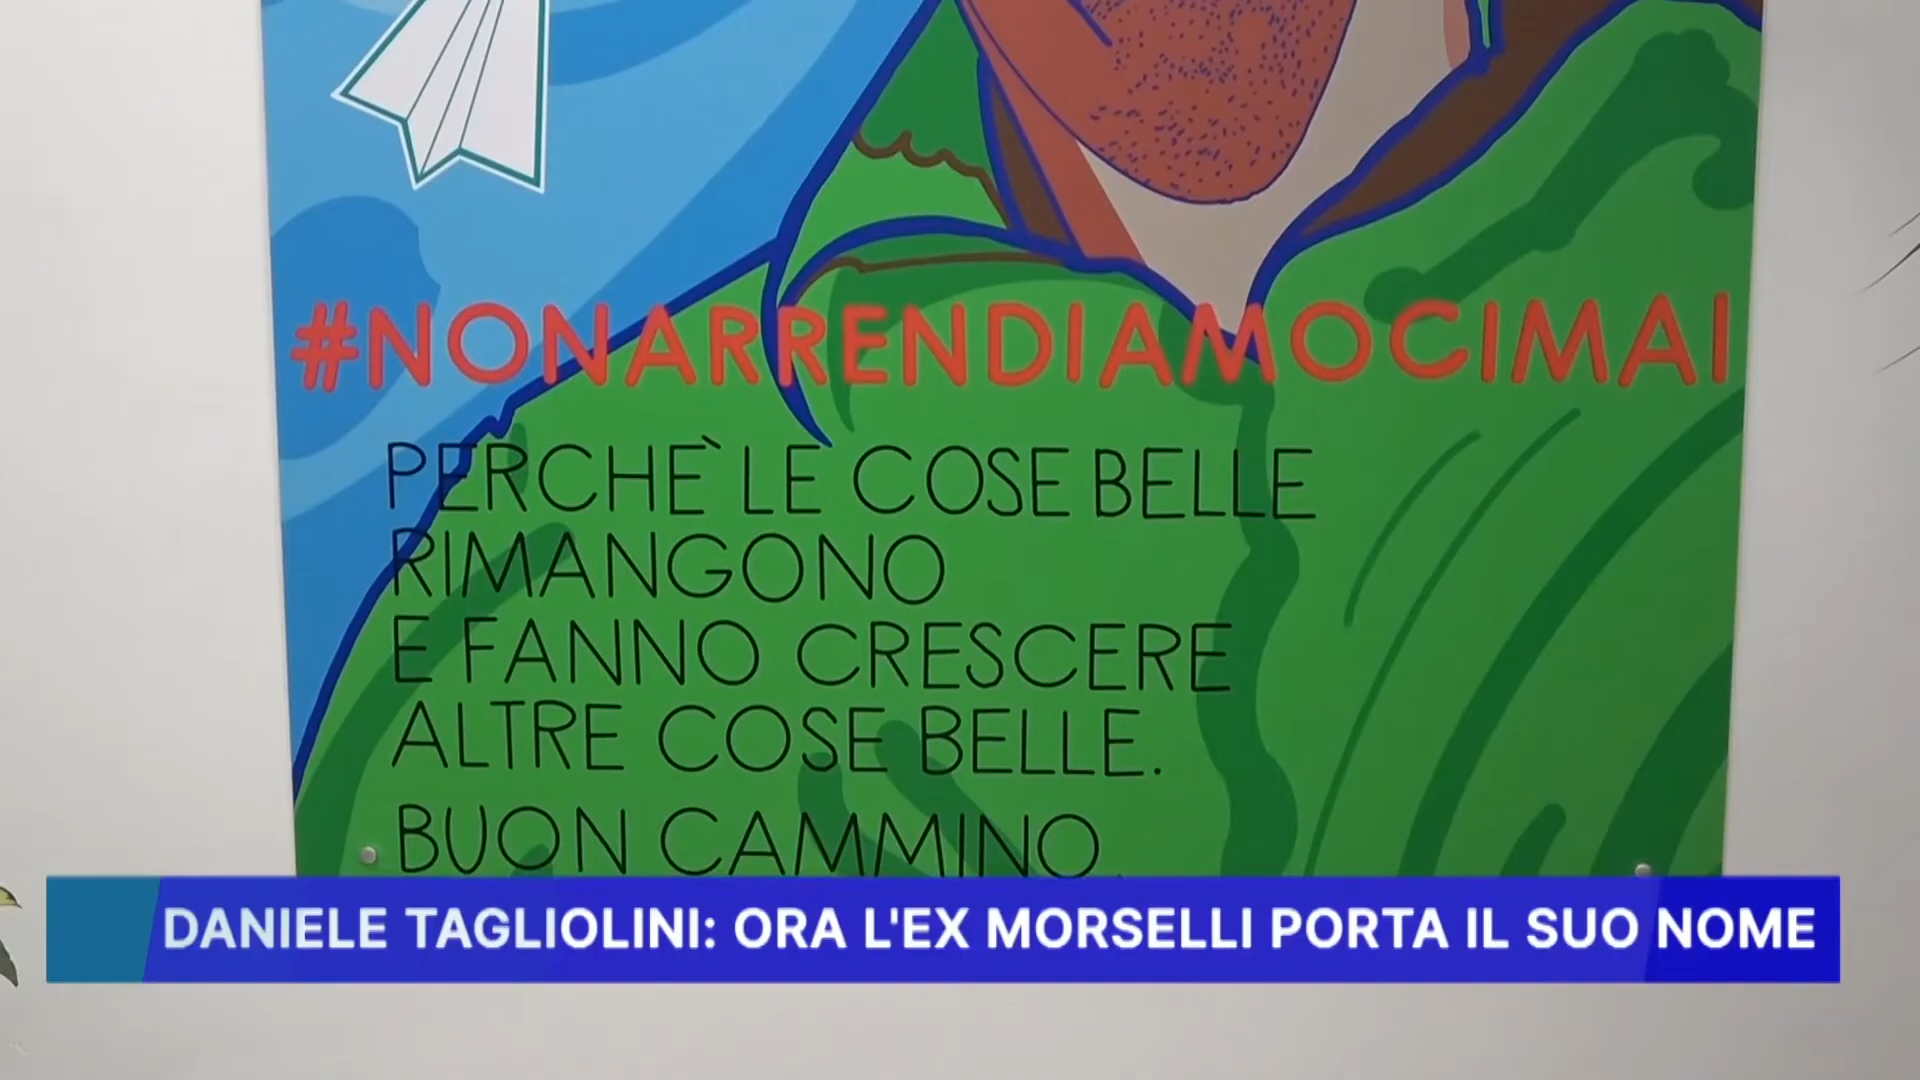 #NONARRENDIAMOCIMAI
PERCHÈ LE COSE BELLE
RIMANGONO
E FANNO CRESCERE
ALTRE COSE BELLE.
BUON CAMMINO.
DANIELE TAGLIOLINI: ORA L'EX MORSELLI PORTA IL SUO NOME